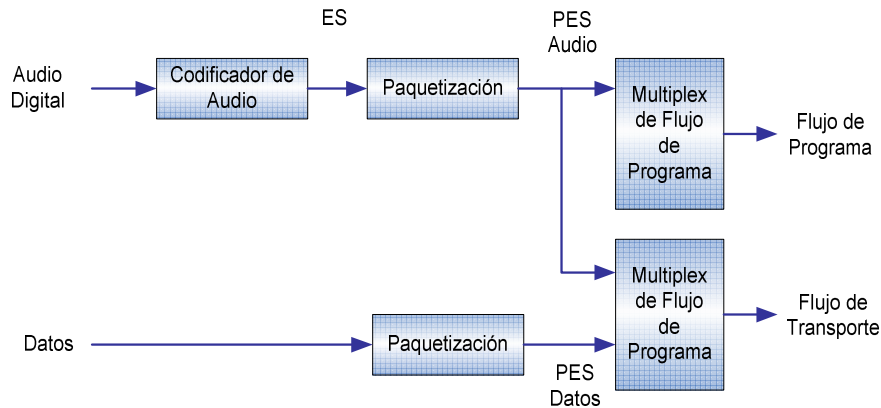 ES
PES
Audio
Audio
Digital
Codificador de
Audio
Paquetización
Multiplex
de Flujo
de
Programa
Flujo de
Programa
Datos
Paquetización
PES
Datos
Multiplex
de Flujo
de
Programa
Flujo de
Transporte